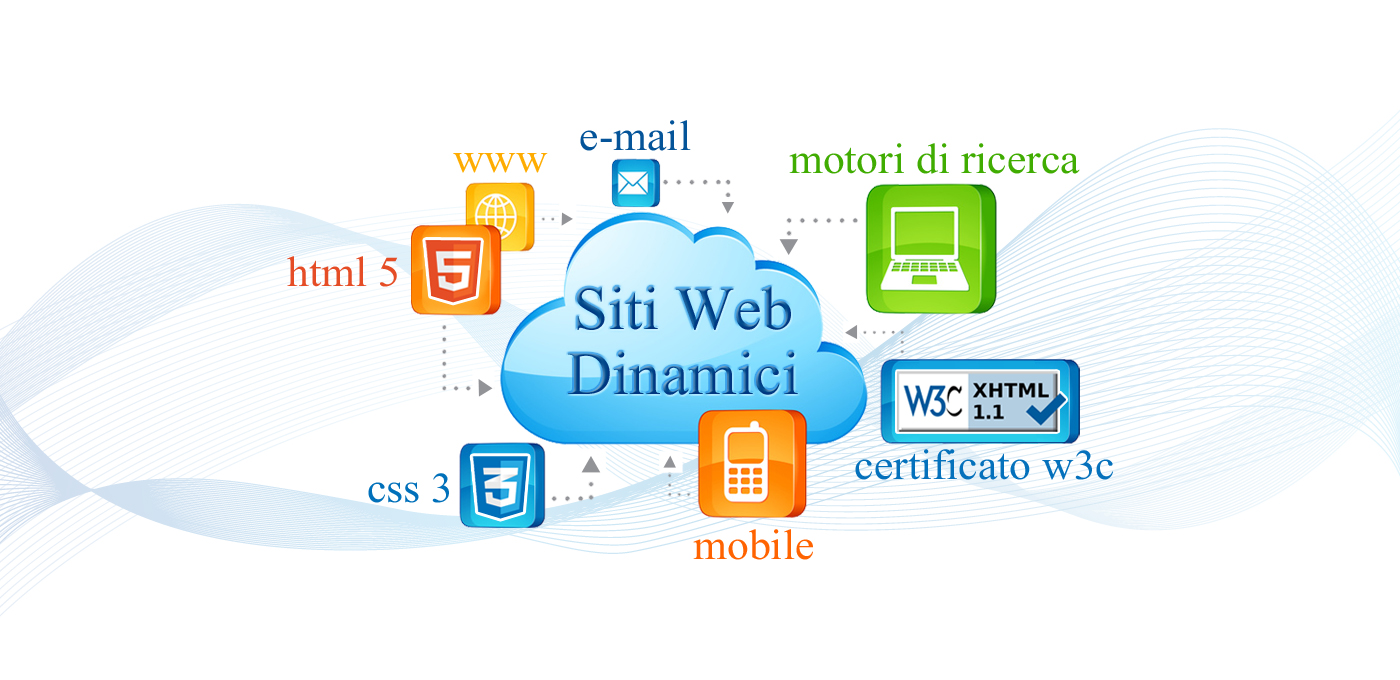 e-mail
www
motori di ricerca
html 5
5
Siti Web
Dinamici
W3C XHTML
1.1
certificato w3c
css 3
3
mobile